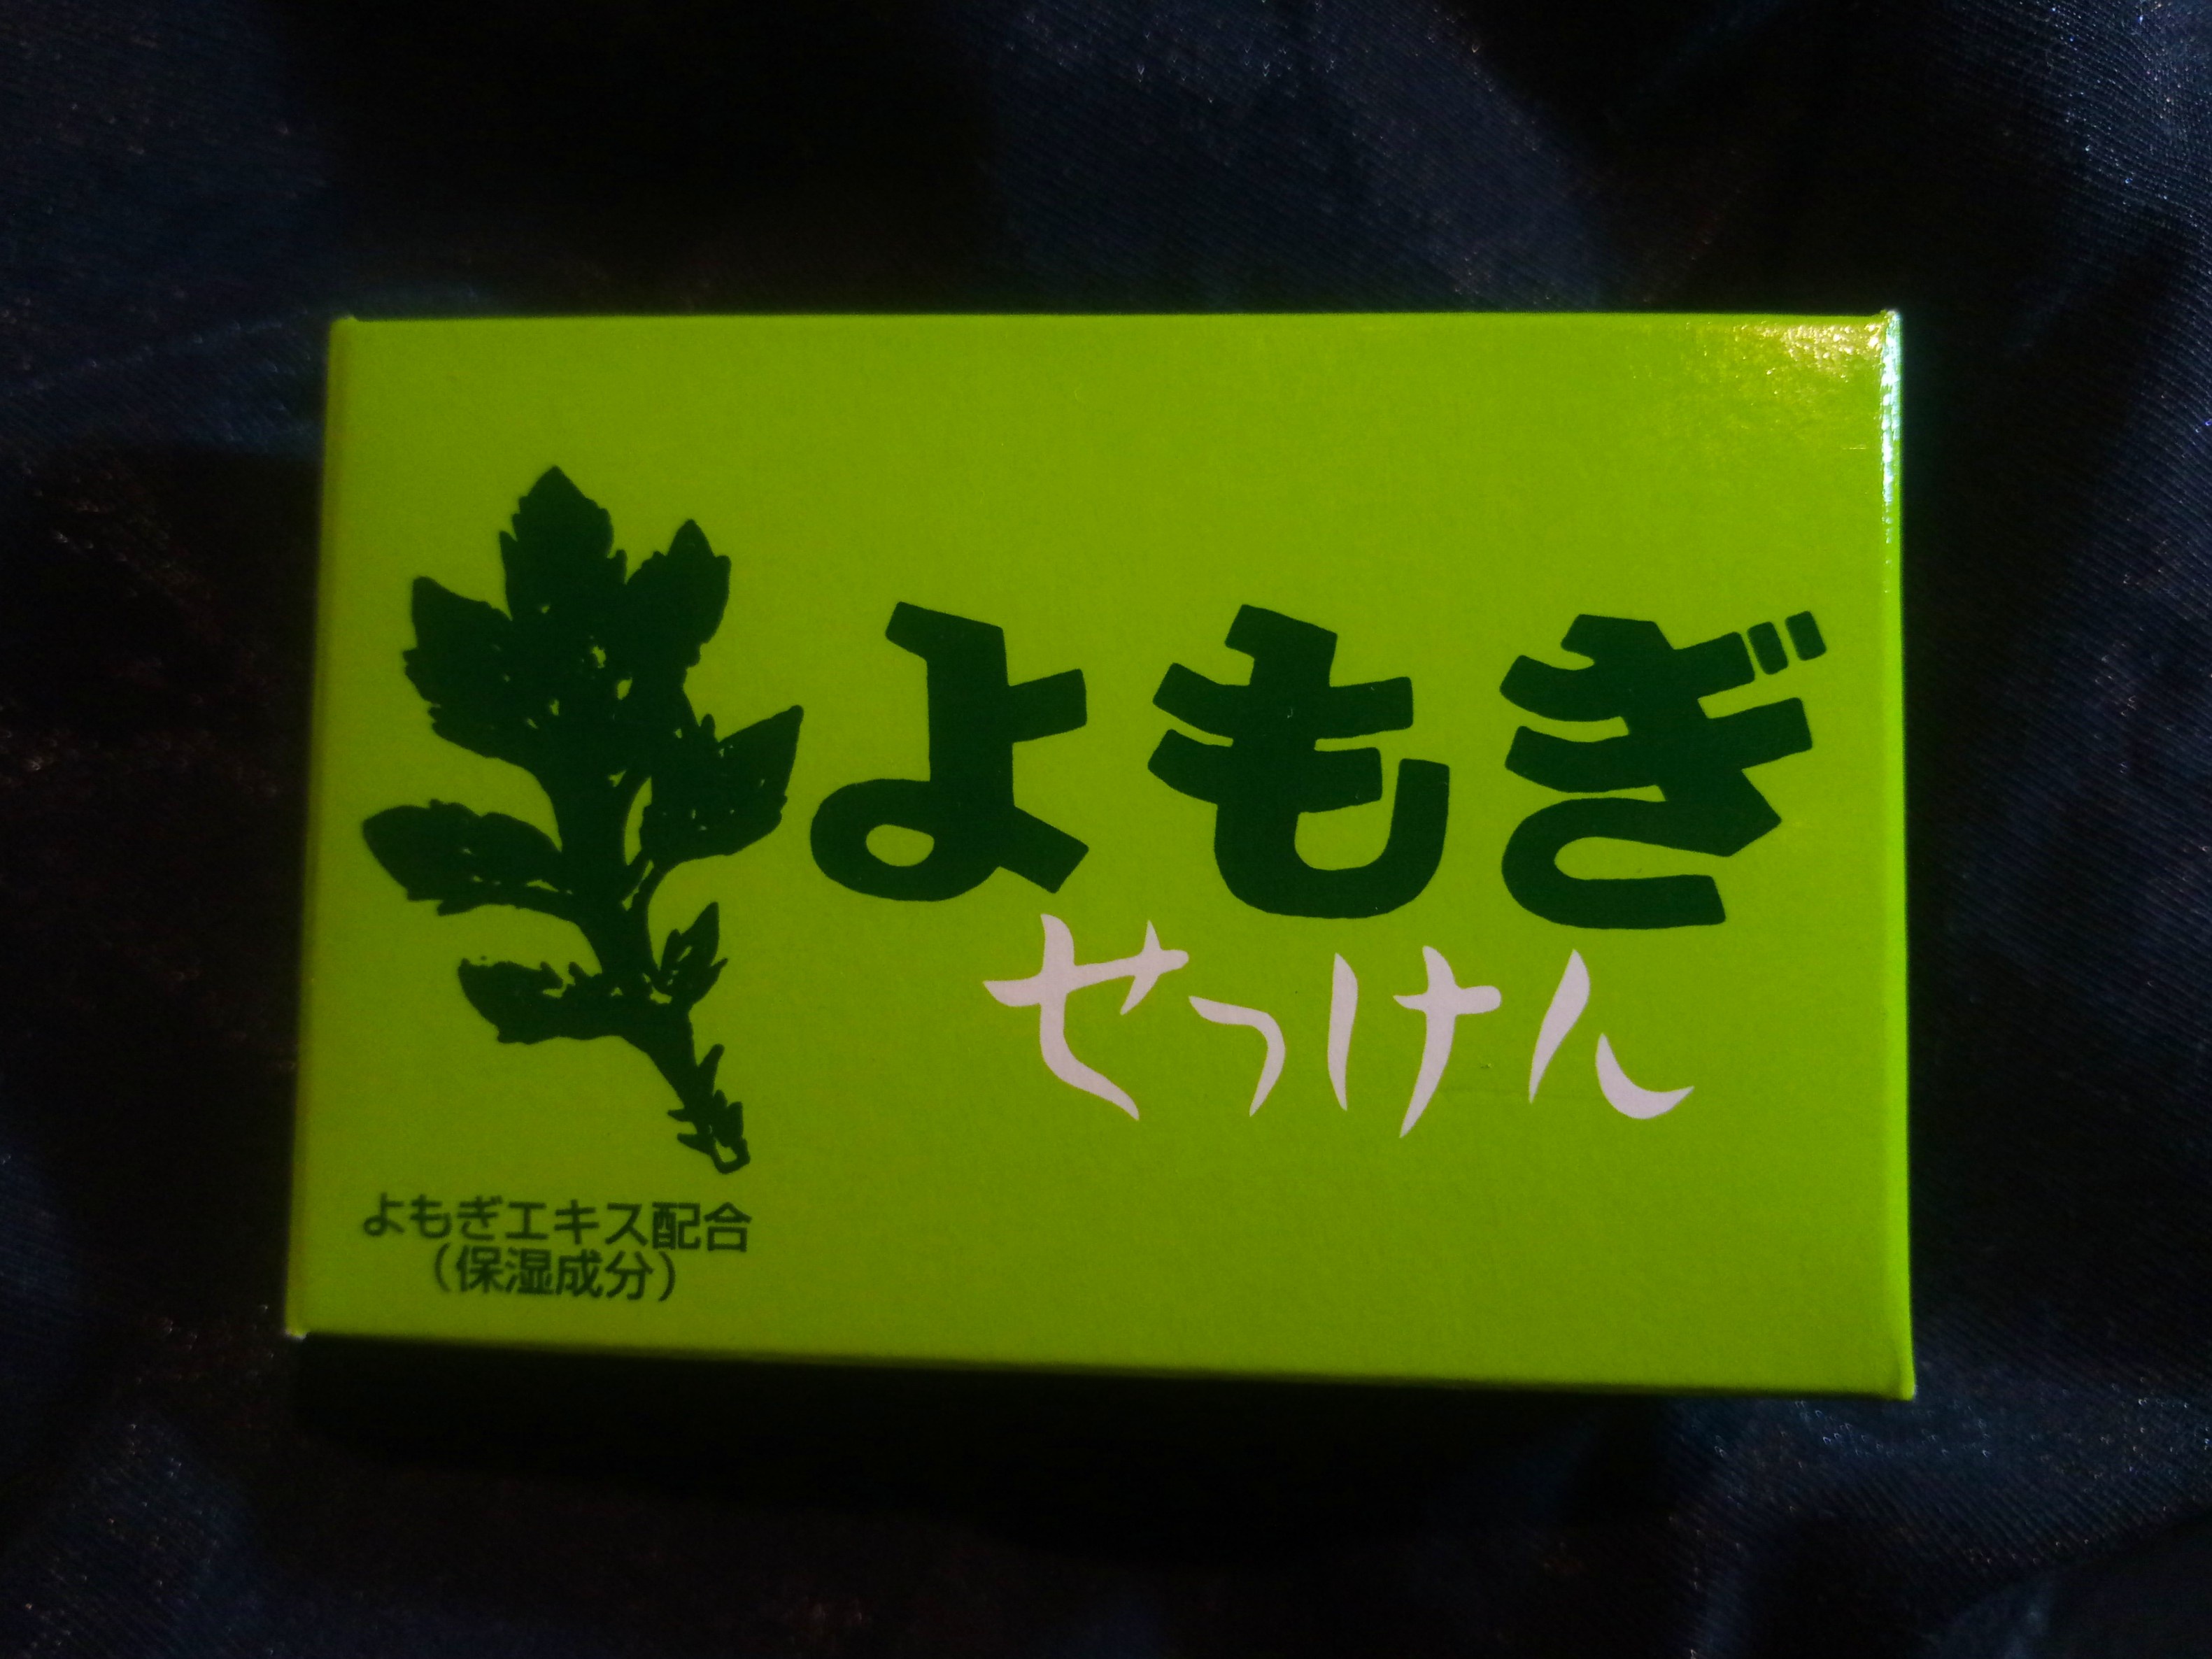 よもぎ
せっけん
よもぎエキス配合
（保湿成分）